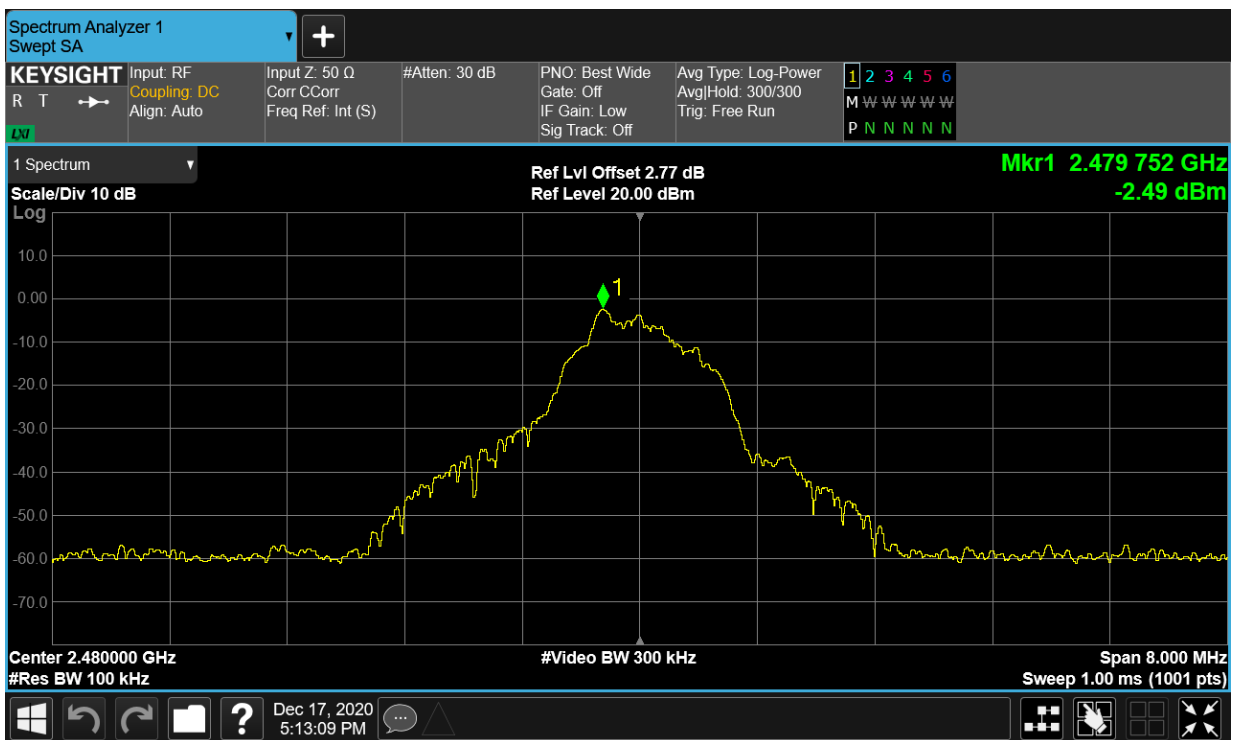 Spectrum Analyzer 1
Swept SA
KEYSIGHT
R T
LXI
Input: RF
Coupling: DC
Align: Auto
Input Z: 50 Ω
Corr CCorr
Freq Ref: Int (S)
#Atten: 30 dB
PNO: Best Wide
Gate: Off
IF Gain: Low
Sig Track: Off
Avg Type: Log-Power
Avg|Hold: 300/300
Trig: Free Run
1 2 3 4 5 6
M W W W W W
P N N N N N
1 Spectrum
Scale/Div 10 dB
Log
Ref Lvl Offset 2.77 dB
Ref Level 20.00 dBm
Mkr1 2.479 752 GHz
-2.49 dBm
1
10.0
0.00
-10.0
-20.0
-30.0
-40.0
-50.0
-60.0
-70.0
Center 2.480000 GHz
#Res BW 100 kHz
#Video BW 300 kHz
Span 8.000 MHz
Sweep 1.00 ms (1001 pts)
?
Dec 17, 2020
5:13:09 PM